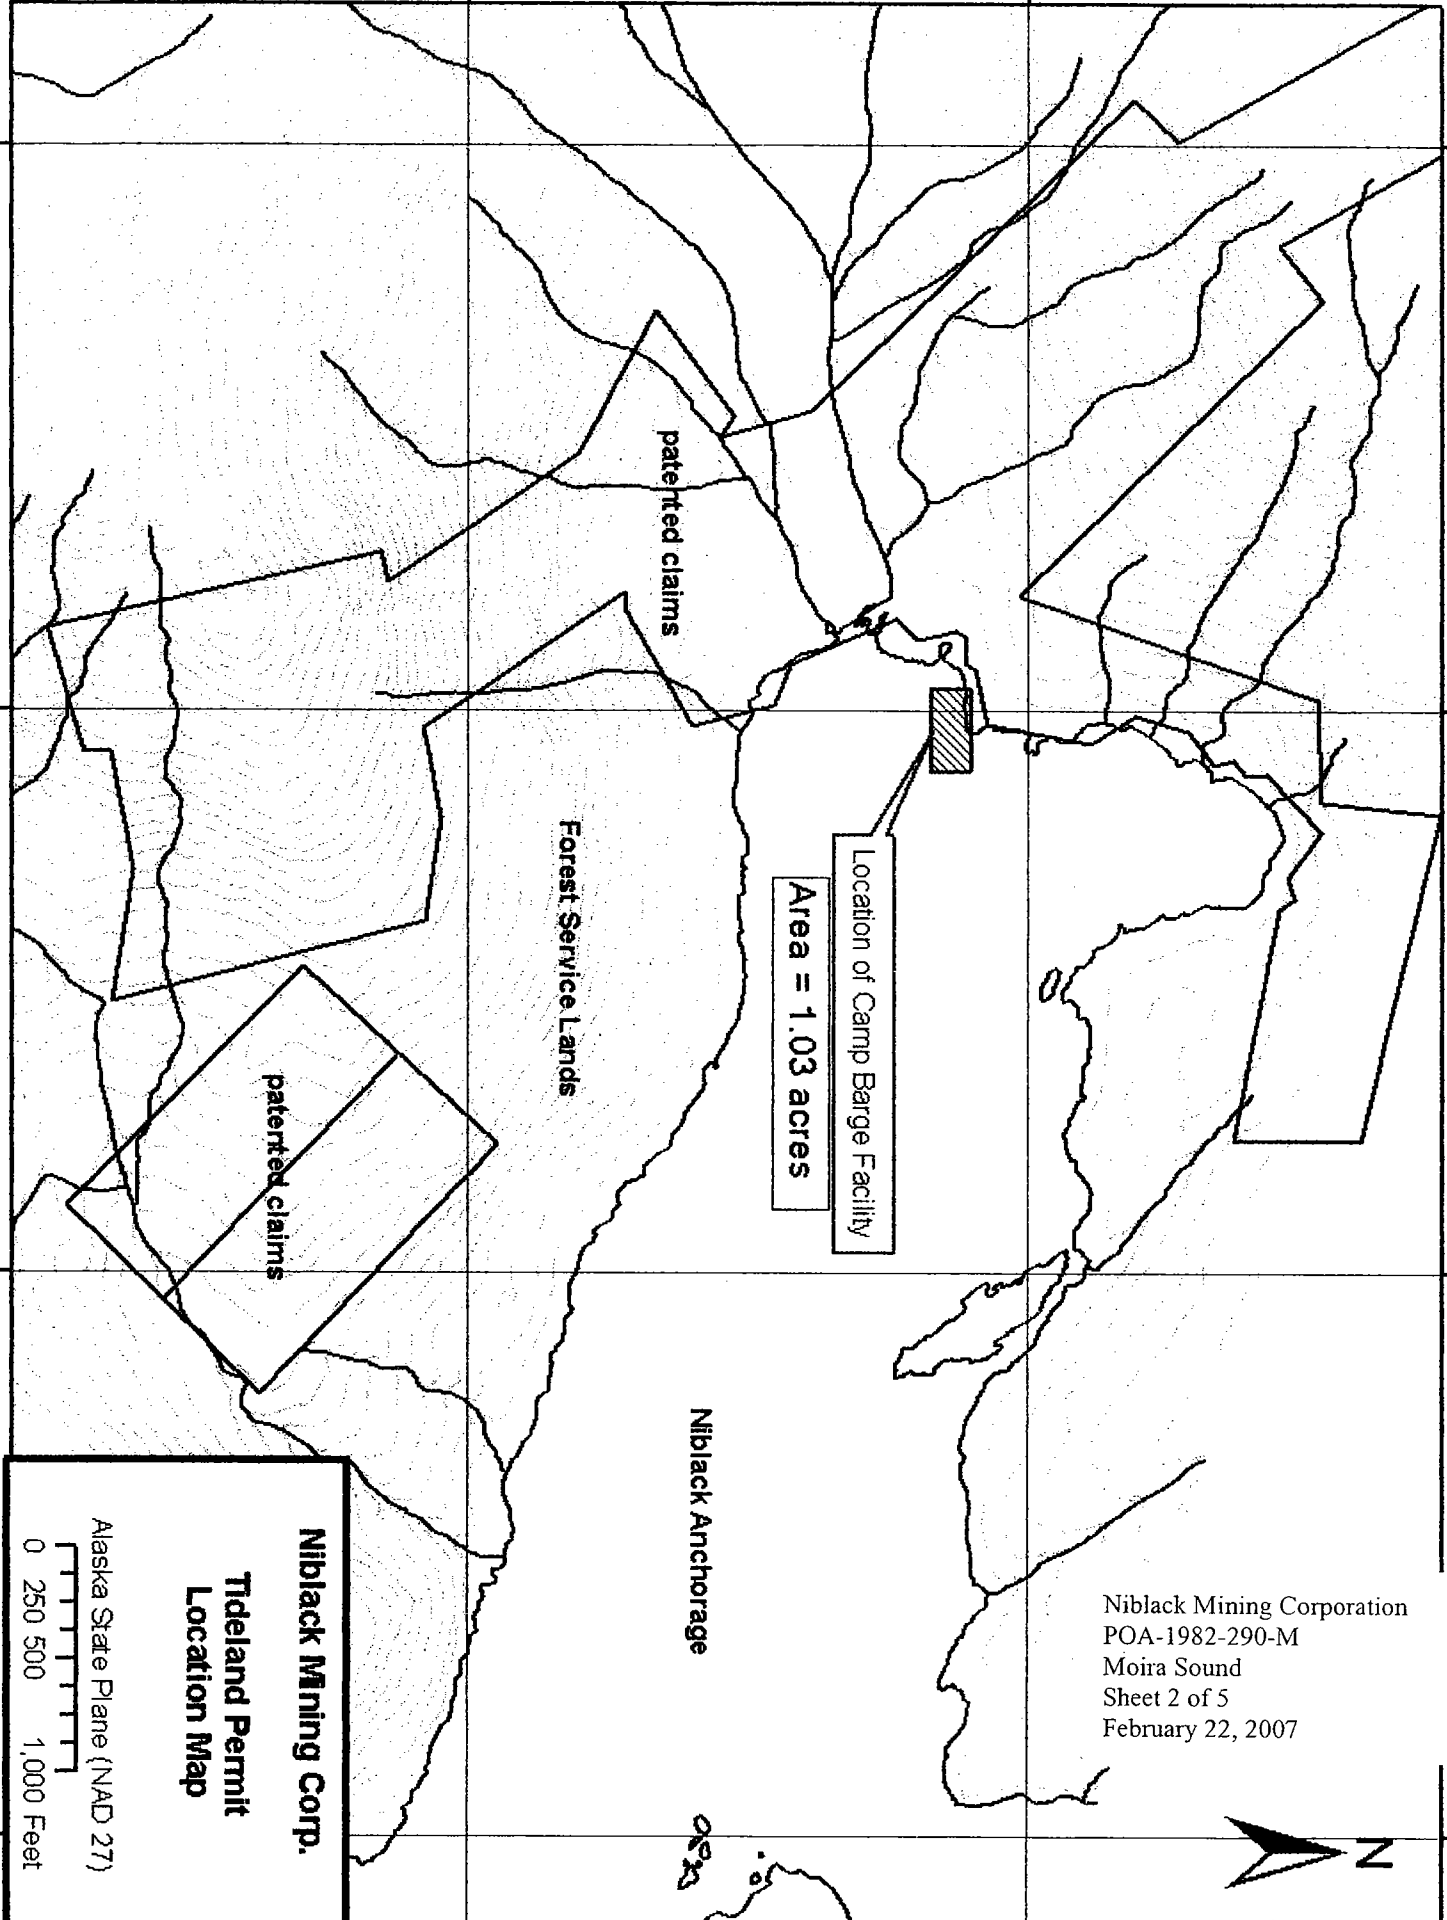 Niblack Mining Corporation
POA-1982-290-M
Moira Sound
Sheet 2 of 5
February 22, 2007
N
patented claims
Location of Camp Barge Facility
Area = 1.03 acres
Forest Service Lands
patented claims
Niblack Anchorage
Niblack Mining Corp.
Tideland Permit
Location Map
Alaska State Plane (NAD 27)
0 250 500 1,000 Feet